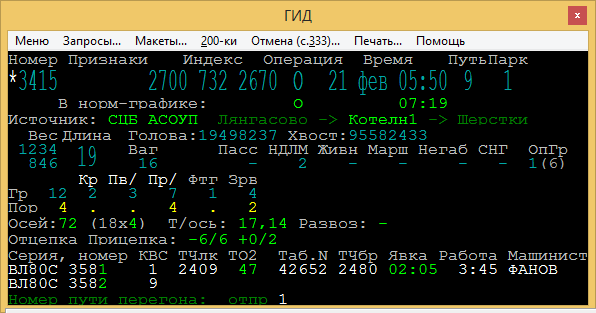 ГИД
Меню Запросы... Макеты... 200-ки Отмена (с.333)... Печать... Помощь
Номер Признаки Индекс Операция Время ПутьПарк
*3415 2700 732 2670 О 21 фев 05:50 9 1
В норм-графике: О 07:19
Источник: СЦВ АСОУП Лянгасово -> Котелн1 -> Шерстки
Вес Длина Голова:19498237 Хвост:95582433
1234 19 Ваг Пасс НДЛМ Живн Марш Негаб СНГ ОпГр
846 16 - 2 - - - - 1(6)
Кр Пв/ Пр/ Фтг Зрв
Гр 12 2 3 7 1 4
Пор 4 . . 4 . 2
Осей:72 (18x4) Т/ось: 17,14 Развоз: -
Отцепка Прицепка: -6/6 +0/2
Серия, номер КВС ТЧлк ТО2 Таб.N ТЧбр Явка Работа Машинист
ВЛ80С 3581 1 2409 47 42652 2480 02:05 3:45 ФАНОВ
ВЛ80С 3582 9
Номер пути перегона: отпр 1